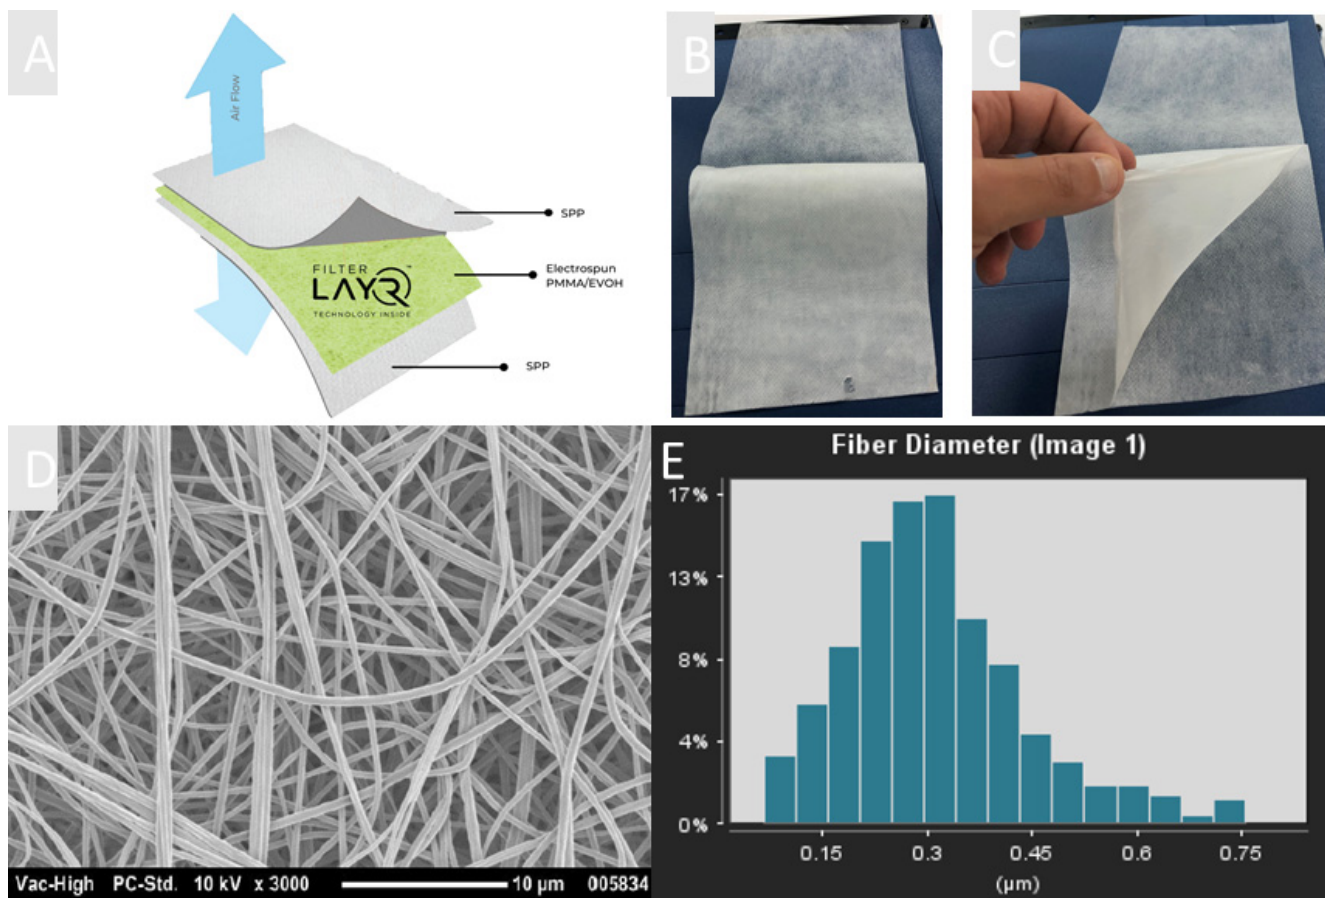 A
Air Flow
SPP
FILTER
LAYR™
TECHNOLOGY INSIDE
Electrospun
PMMA/EVOH
SPP
B
C
D
Vac-High PC-Std. 10 kV x 3000 10 µm 005834
E
Fiber Diameter (Image 1)
17%
13%
8%
4%
0%
0.15 0.3 0.45 0.6 0.75
(µm)